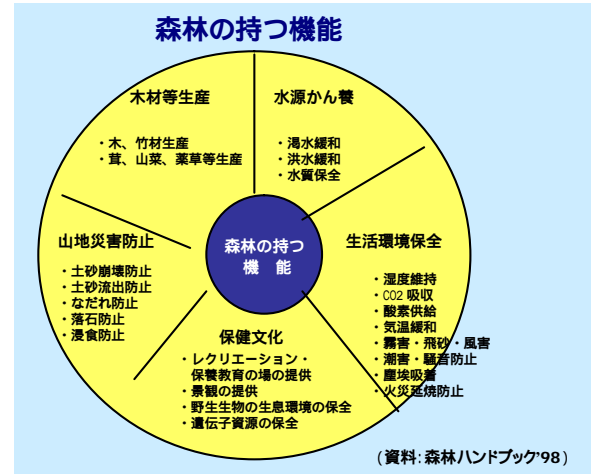 森林の持つ機能
木材等生産
・木、竹材生産
・茸、山菜、薬草等生産
水源かん養
・渇水緩和
・洪水緩和
・水質保全
山地災害防止
・土砂崩壊防止
・土砂流出防止
・なだれ防止
・落石防止
・浸食防止
森林の持つ
機 能
生活環境保全
・湿度維持
・CO2 吸収
・酸素供給
・気温緩和
・霧害・飛砂・風害
・潮害・騒音防止
・塵埃吸着
・火災延焼防止
保健文化
・レクリエーション・
保養教育の場の提供
・景観の提供
・野生生物の生息環境の保全
・遺伝子資源の保全
(資料:森林ハンドブック'98)